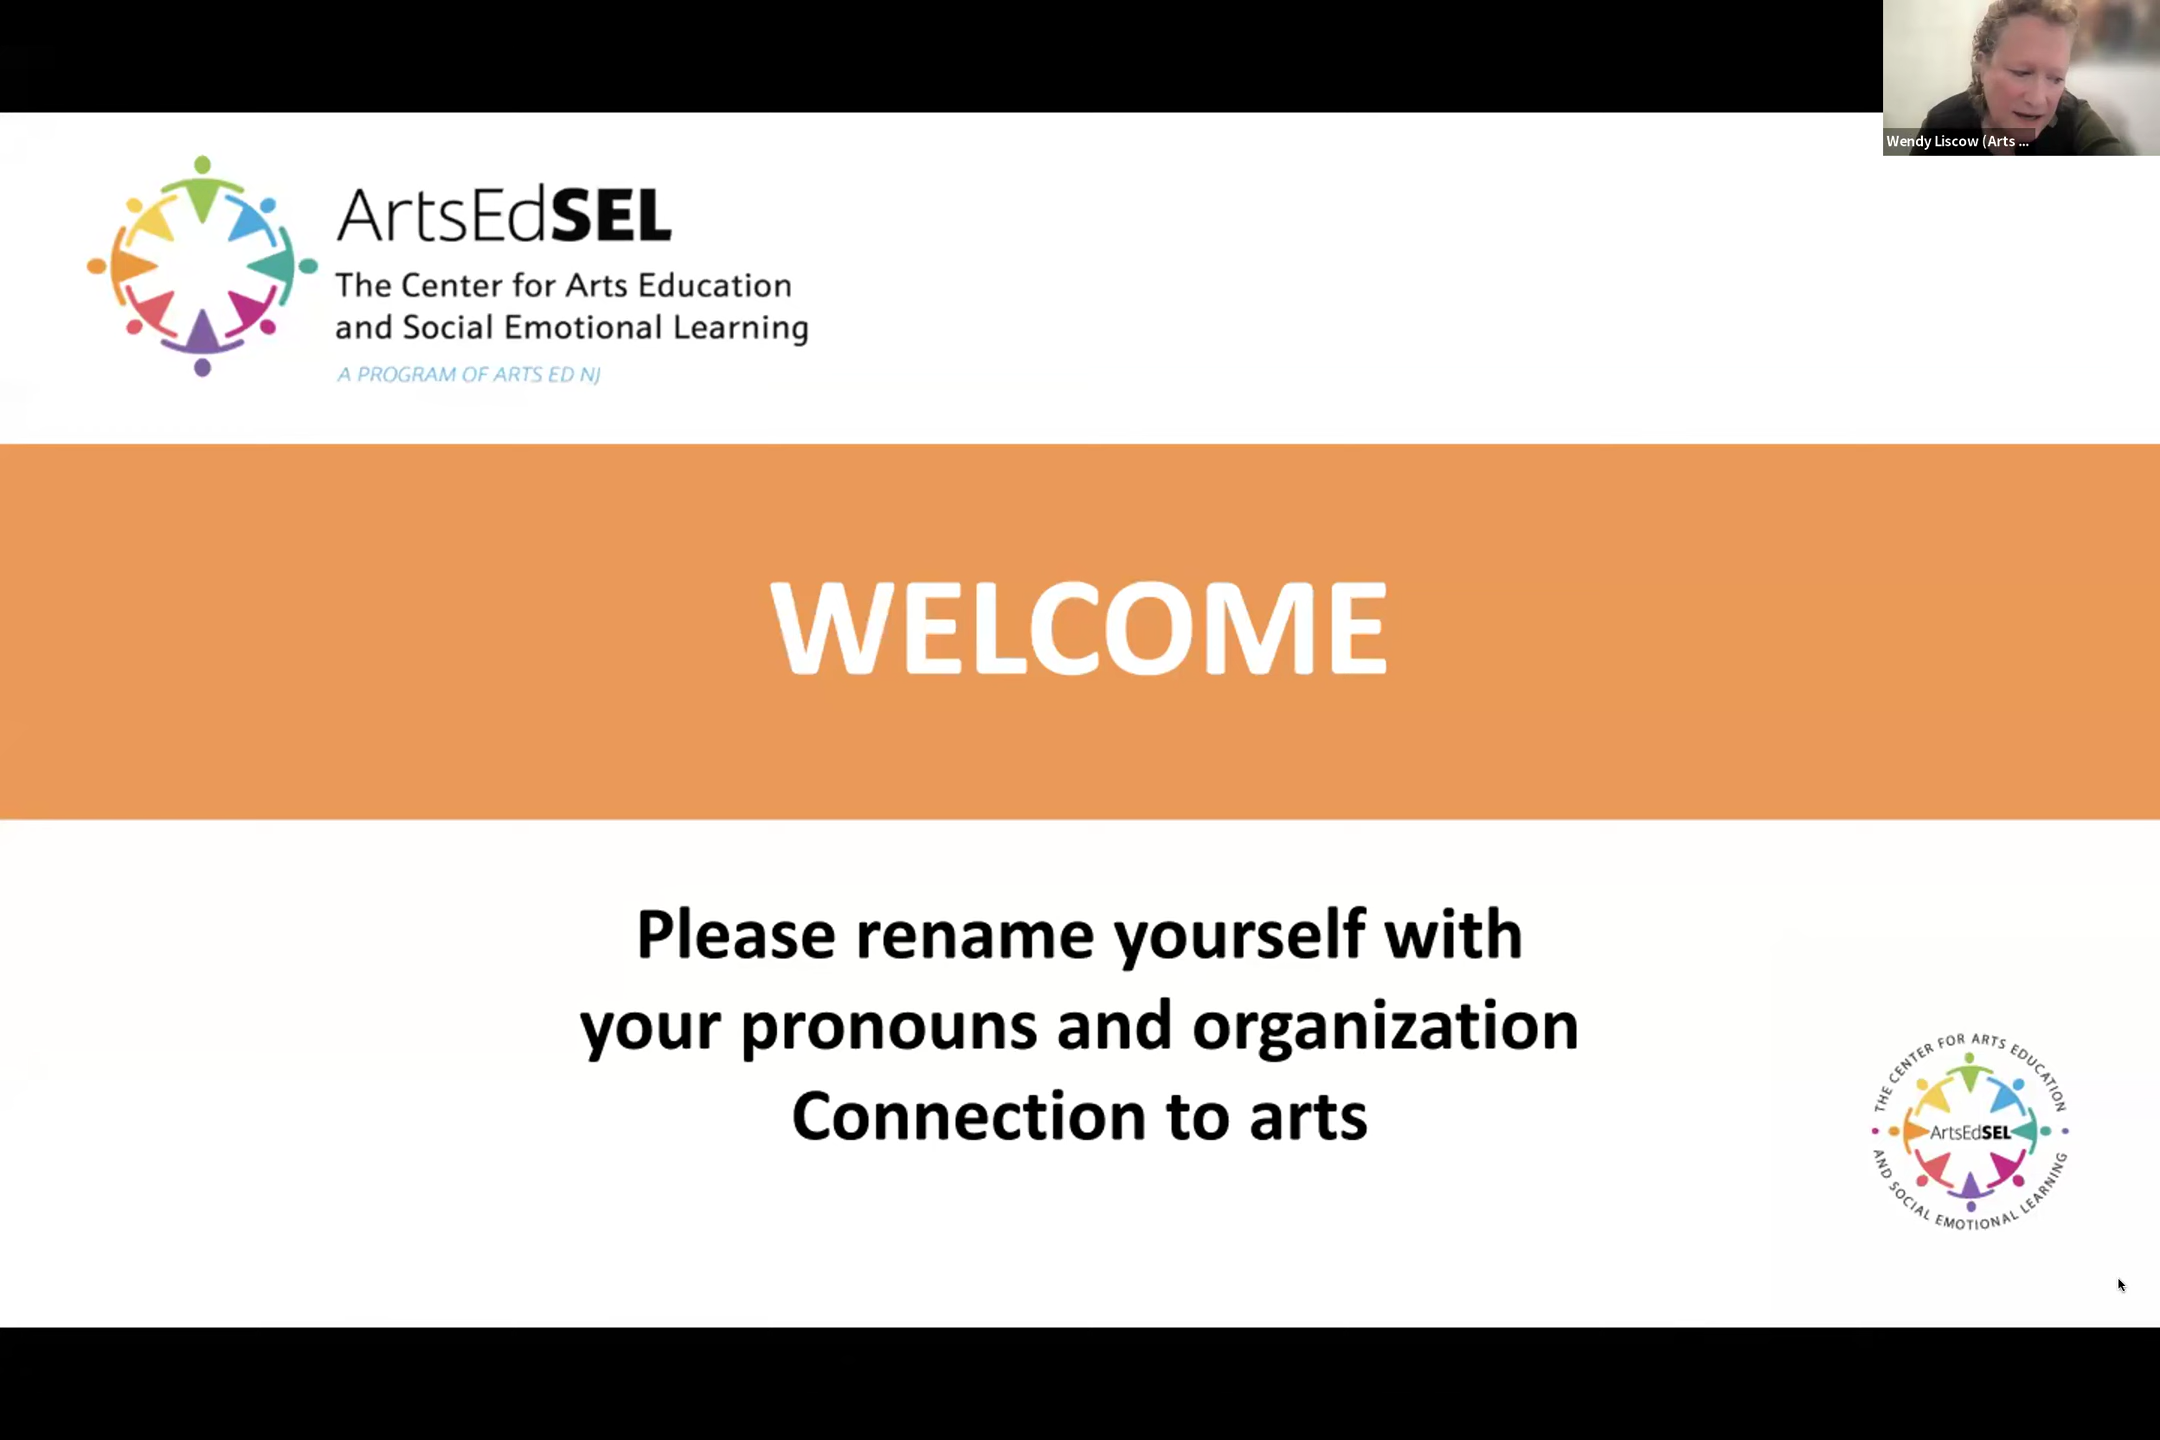 Wendy Liscow (Arts ...
ArtsEdSEL
The Center for Arts Education
and Social Emotional Learning
A PROGRAM OF ARTS ED NJ
WELCOME
Please rename yourself with
your pronouns and organization
Connection to arts
THE CENTER FOR ARTS EDUCATION
ArtsEdSEL
AND SOCIAL EMOTIONAL LEARNING